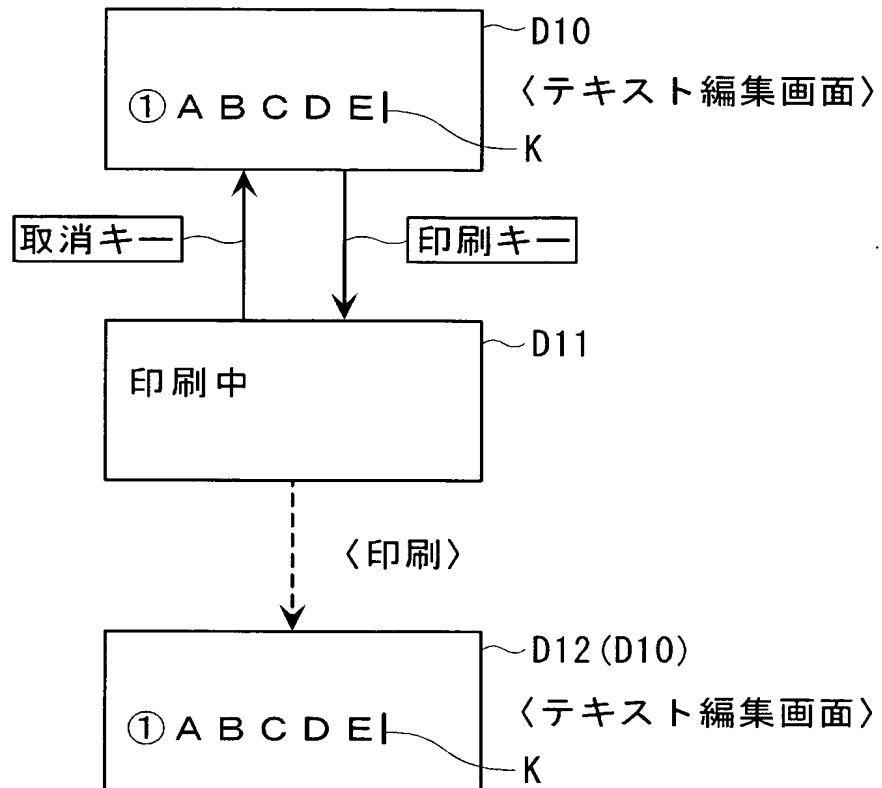 D10
〈テキスト編集画面〉
①ABCDE
K
取消キー
印刷キー
D11
印刷中
〈印刷〉
D12(D10)
〈テキスト編集画面〉
①ABCDE
K